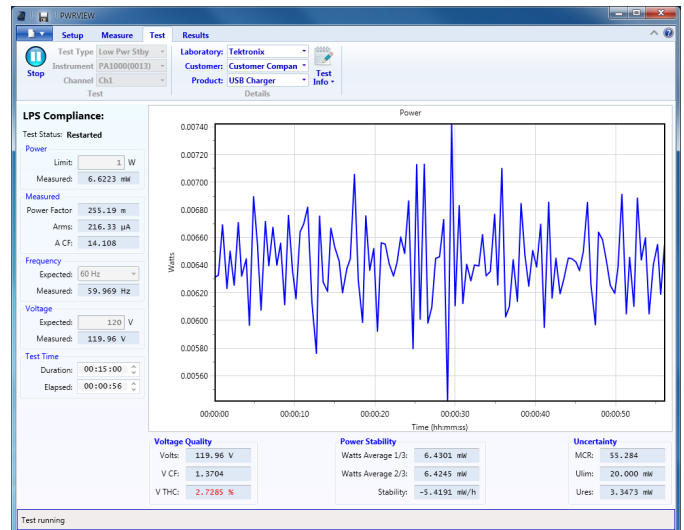 PWRVIEW
Setup Measure Test Results
Stop
Test Type Low Pwr Stby
Instrument PA1000(0013)
Channel Ch1
Test
Laboratory: Tektronix
Customer: Customer Compan
Product: USB Charger
Test
Info
Details
LPS Compliance:
Test Status: Restarted
Power
Limit: 1 W
Measured: 6.6223 mW
Measured
Power Factor 255.19 m
Arms: 216.33 µA
A CF: 14.108
Frequency
Expected: 60 Hz
Measured: 59.969 Hz
Voltage
Expected: 120 V
Measured: 119.96 V
Test Time
Duration: 00:15:00
Elapsed: 00:00:56
Power
0.00740
0.00720
0.00700
0.00680
0.00660
0.00640
0.00620
0.00600
0.00580
0.00560
Watts
00:00:00 00:00:10 00:00:20 00:00:30 00:00:40 00:00:50
Time (hh:mm:ss)
Voltage Quality
Volts: 119.96 V
V CF: 1.3704
V THC: 2.7285 %
Power Stability
Watts Average 1/3: 6.4301 mW
Watts Average 2/3: 6.4245 mW
Stability: -5.4191 mW/h
Uncertainty
MCR: 55.284
Ulim: 20.000 mW
Ures: 3.3473 mW
Test running